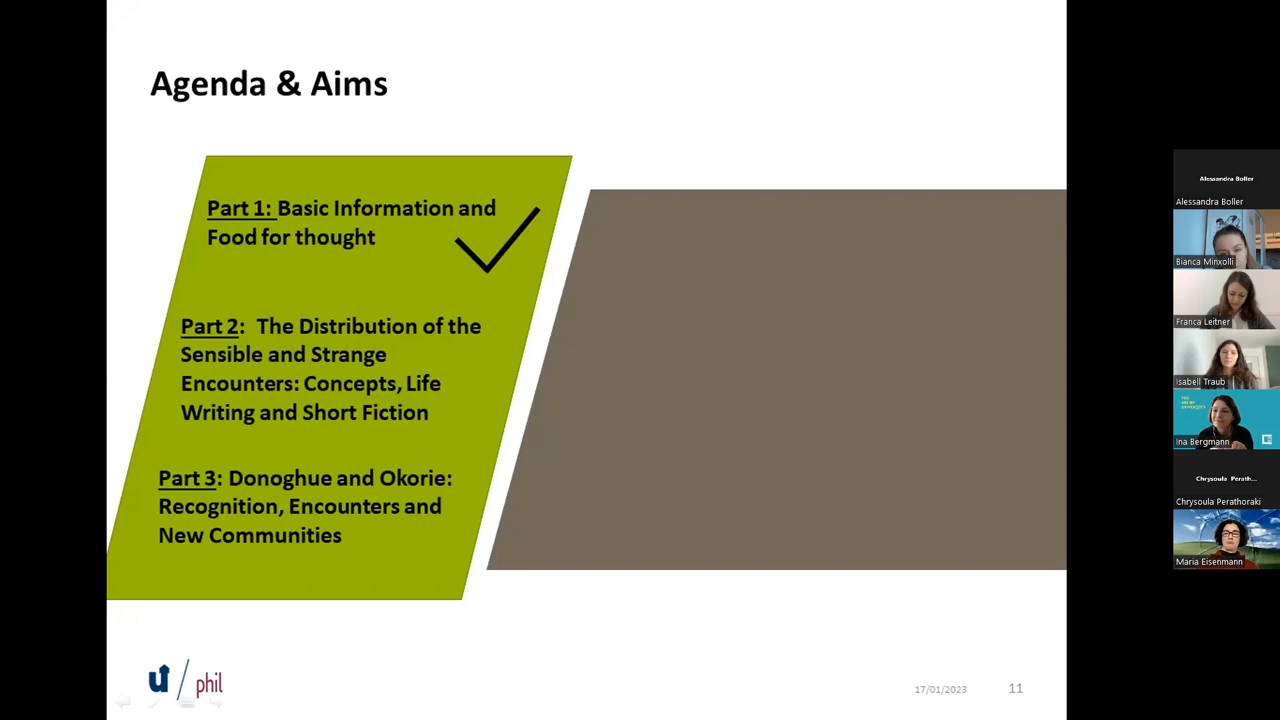 Agenda & Aims
Part 1: Basic Information and
Food for thought
Part 2: The Distribution of the
Sensible and Strange
Encounters: Concepts, Life
Writing and Short Fiction
Part 3: Donoghue and Okorie:
Recognition, Encounters and
New Communities
u/phil
17/01/2023
11
Alessandra Boller
Alessandra Boller
Bianca Minxolli
Franca Leitner
Isabell Traub
Ina Bergmann
Chrysoula Perath...
Chrysoula Perathoraki
Maria Eisenmann